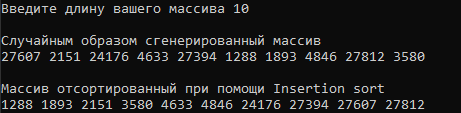 Введите длину вашего массива 10
Случайным образом сгенерированный массив
27607 2151 24176 4633 27394 1288 1893 4846 27812 3580
Массив отсортированный при помощи Insertion sort
1288 1893 2151 3580 4633 4846 24176 27394 27607 27812